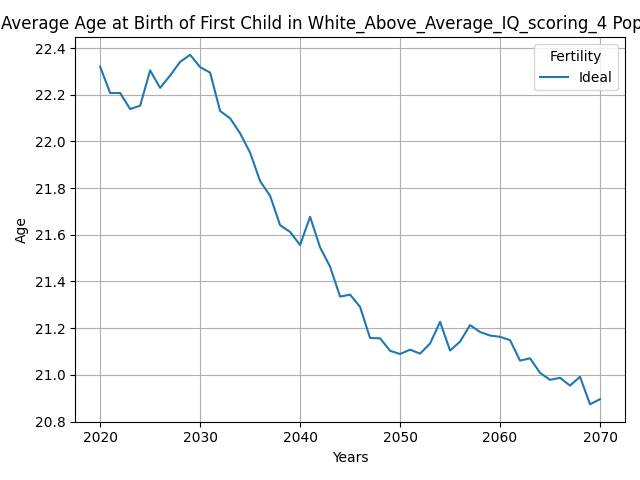 Average Age at Birth of First Child in White_Above_Average_IQ_scoring_4 Pop
Fertility
Ideal
22.4
22.2
22.0
21.8
21.6
21.4
21.2
21.0
20.8
Age
2020 2030 2040 2050 2060 2070
Years